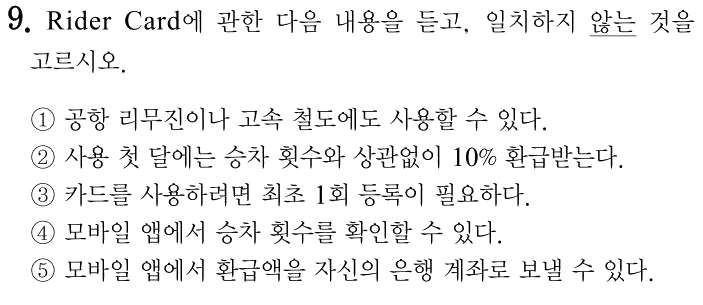 9. Rider Card에 관한 다음 내용을 듣고, 일치하지 않는 것을
고르시오.
① 공항 리무진이나 고속 철도에도 사용할 수 있다.
② 사용 첫 달에는 승차 횟수와 상관없이 10% 환급받는다.
③ 카드를 사용하려면 최초 1회 등록이 필요하다.
④ 모바일 앱에서 승차 횟수를 확인할 수 있다.
⑤ 모바일 앱에서 환급액을 자신의 은행 계좌로 보낼 수 있다.